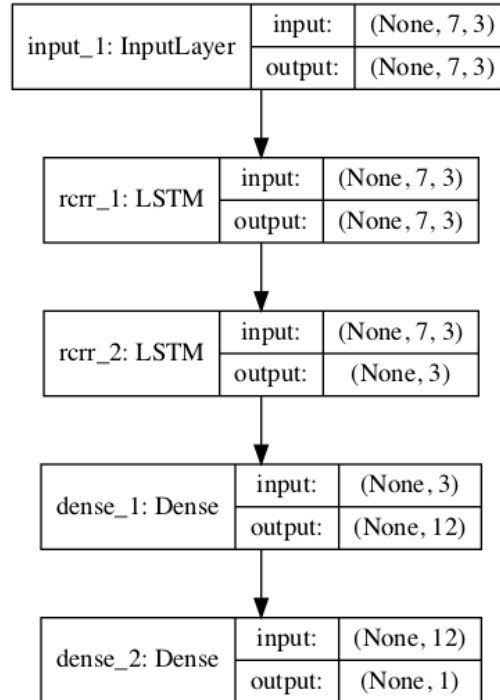 input_1: InputLayer
input: (None, 7, 3)
output: (None, 7, 3)
rcrr_1: LSTM
input: (None, 7, 3)
output: (None, 7, 3)
rcrr_2: LSTM
input: (None, 7, 3)
output: (None, 3)
dense_1: Dense
input: (None, 3)
output: (None, 12)
dense_2: Dense
input: (None, 12)
output: (None, 1)